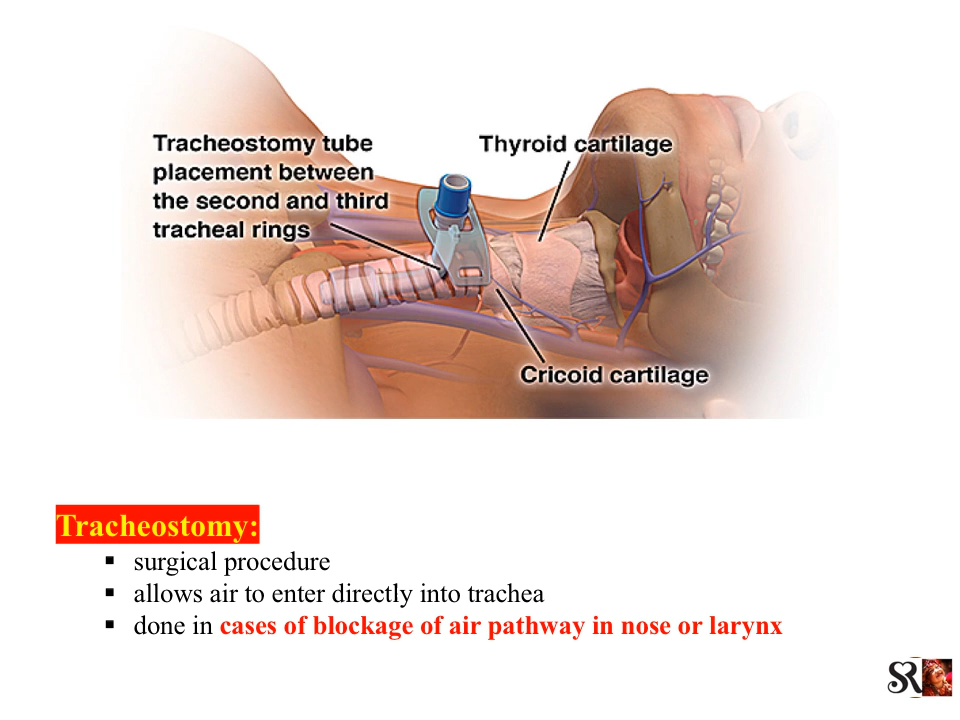 Tracheostomy tube
placement between
the second and third
tracheal rings
Thyroid cartilage
Cricoid cartilage
Tracheostomy:
▪ surgical procedure
▪ allows air to enter directly into trachea
▪ done in cases of blockage of air pathway in nose or larynx
SR